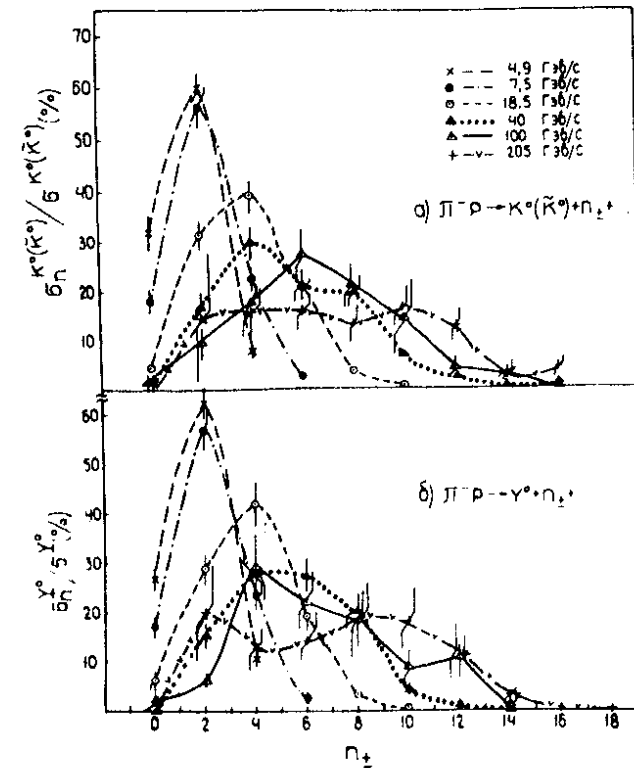 σn K°(K̃°)/σ K°(K̃°) (%)
70
60
50
40
30
20
10
4,9 Гэв/с
7,5 Гэв/с
18,5 Гэв/с
40 Гэв/с
100 Гэв/с
205 Гэв/с
а) π⁻p → K°(K̃°)+n±+
σn Y°/σ Y° (%)
60
50
40
30
20
10
б) π⁻p → Y°+n±+
0 2 4 6 8 10 12 14 16 18
n±